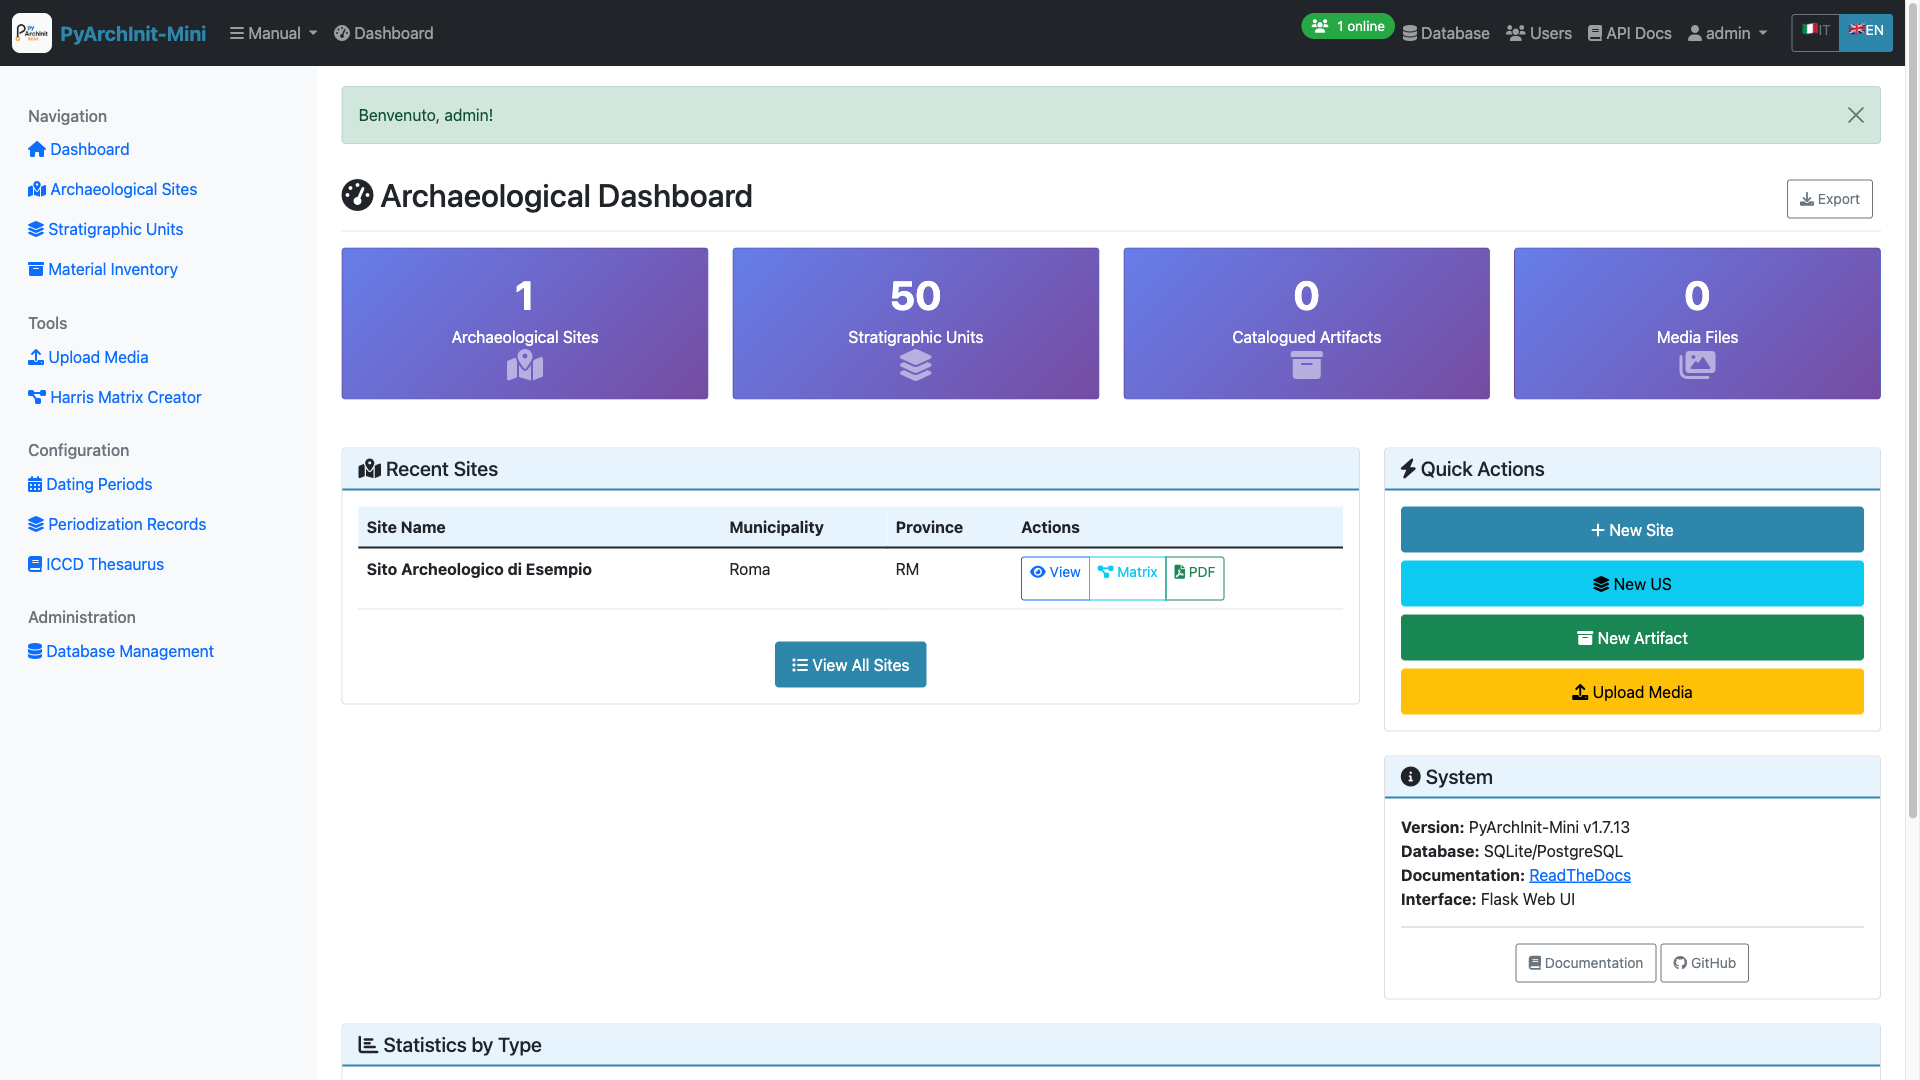 PyArchInit-Mini
Manual
Dashboard
1 online
Database
Users
API Docs
admin
IT
EN
Navigation
Dashboard
Archaeological Sites
Stratigraphic Units
Material Inventory
Tools
Upload Media
Harris Matrix Creator
Configuration
Dating Periods
Periodization Records
ICCD Thesaurus
Administration
Database Management
Benvenuto, admin!
Archaeological Dashboard
Export
1
Archaeological Sites
50
Stratigraphic Units
0
Catalogued Artifacts
0
Media Files
Recent Sites
Site Name Municipality Province Actions
Sito Archeologico di Esempio Roma RM View Matrix PDF
View All Sites
Quick Actions
New Site
New US
New Artifact
Upload Media
System
Version: PyArchInit-Mini v1.7.13
Database: SQLite/PostgreSQL
Documentation: ReadTheDocs
Interface: Flask Web UI
Documentation
GitHub
Statistics by Type